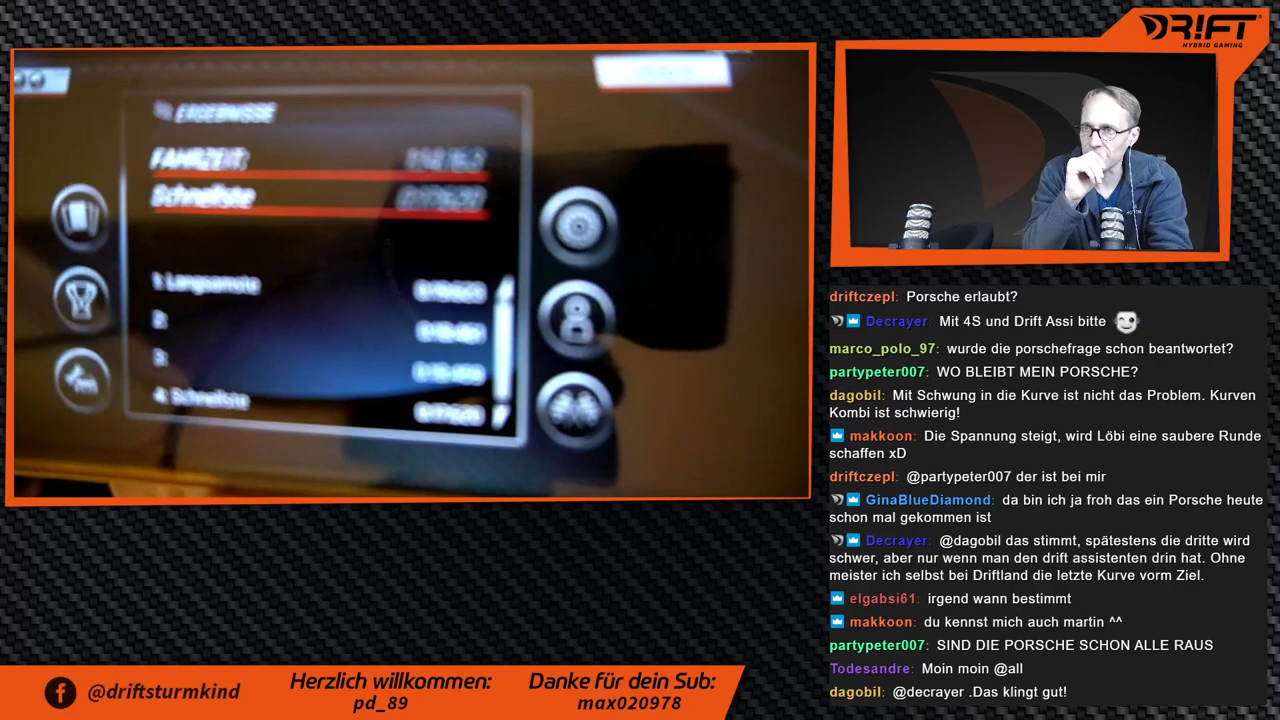 DR!FT
HYBRID GAMING
ERGEBNISSE
FAHRZEIT:
Schnellste
1: Langsamste
2:
3:
4: Schnellste
driftczepl: Porsche erlaubt?
Decrayer: Mit 4S und Drift Assi bitte
marco_polo_97: wurde die porschefrage schon beantwortet?
partypeter007: WO BLEIBT MEIN PORSCHE?
dagobil: Mit Schwung in die Kurve ist nicht das Problem. Kurven
Kombi ist schwierig!
makkoon: Die Spannung steigt, wird Löbi eine saubere Runde
schaffen xD
driftczepl: @partypeter007 der ist bei mir
GinaBlueDiamond: da bin ich ja froh das ein Porsche heute
schon mal gekommen ist
Decrayer: @dagobil das stimmt, spätestens die dritte wird
schwer, aber nur wenn man den drift assistenten drin hat. Ohne
meister ich selbst bei Driftland die letzte Kurve vorm Ziel.
elgabsi61: irgend wann bestimmt
makkoon: du kennst mich auch martin ^^
partypeter007: SIND DIE PORSCHE SCHON ALLE RAUS
Todesandre: Moin moin @all
dagobil: @decrayer .Das klingt gut!
@driftsturmkind
Herzlich willkommen:
pd_89
Danke für dein Sub:
max020978